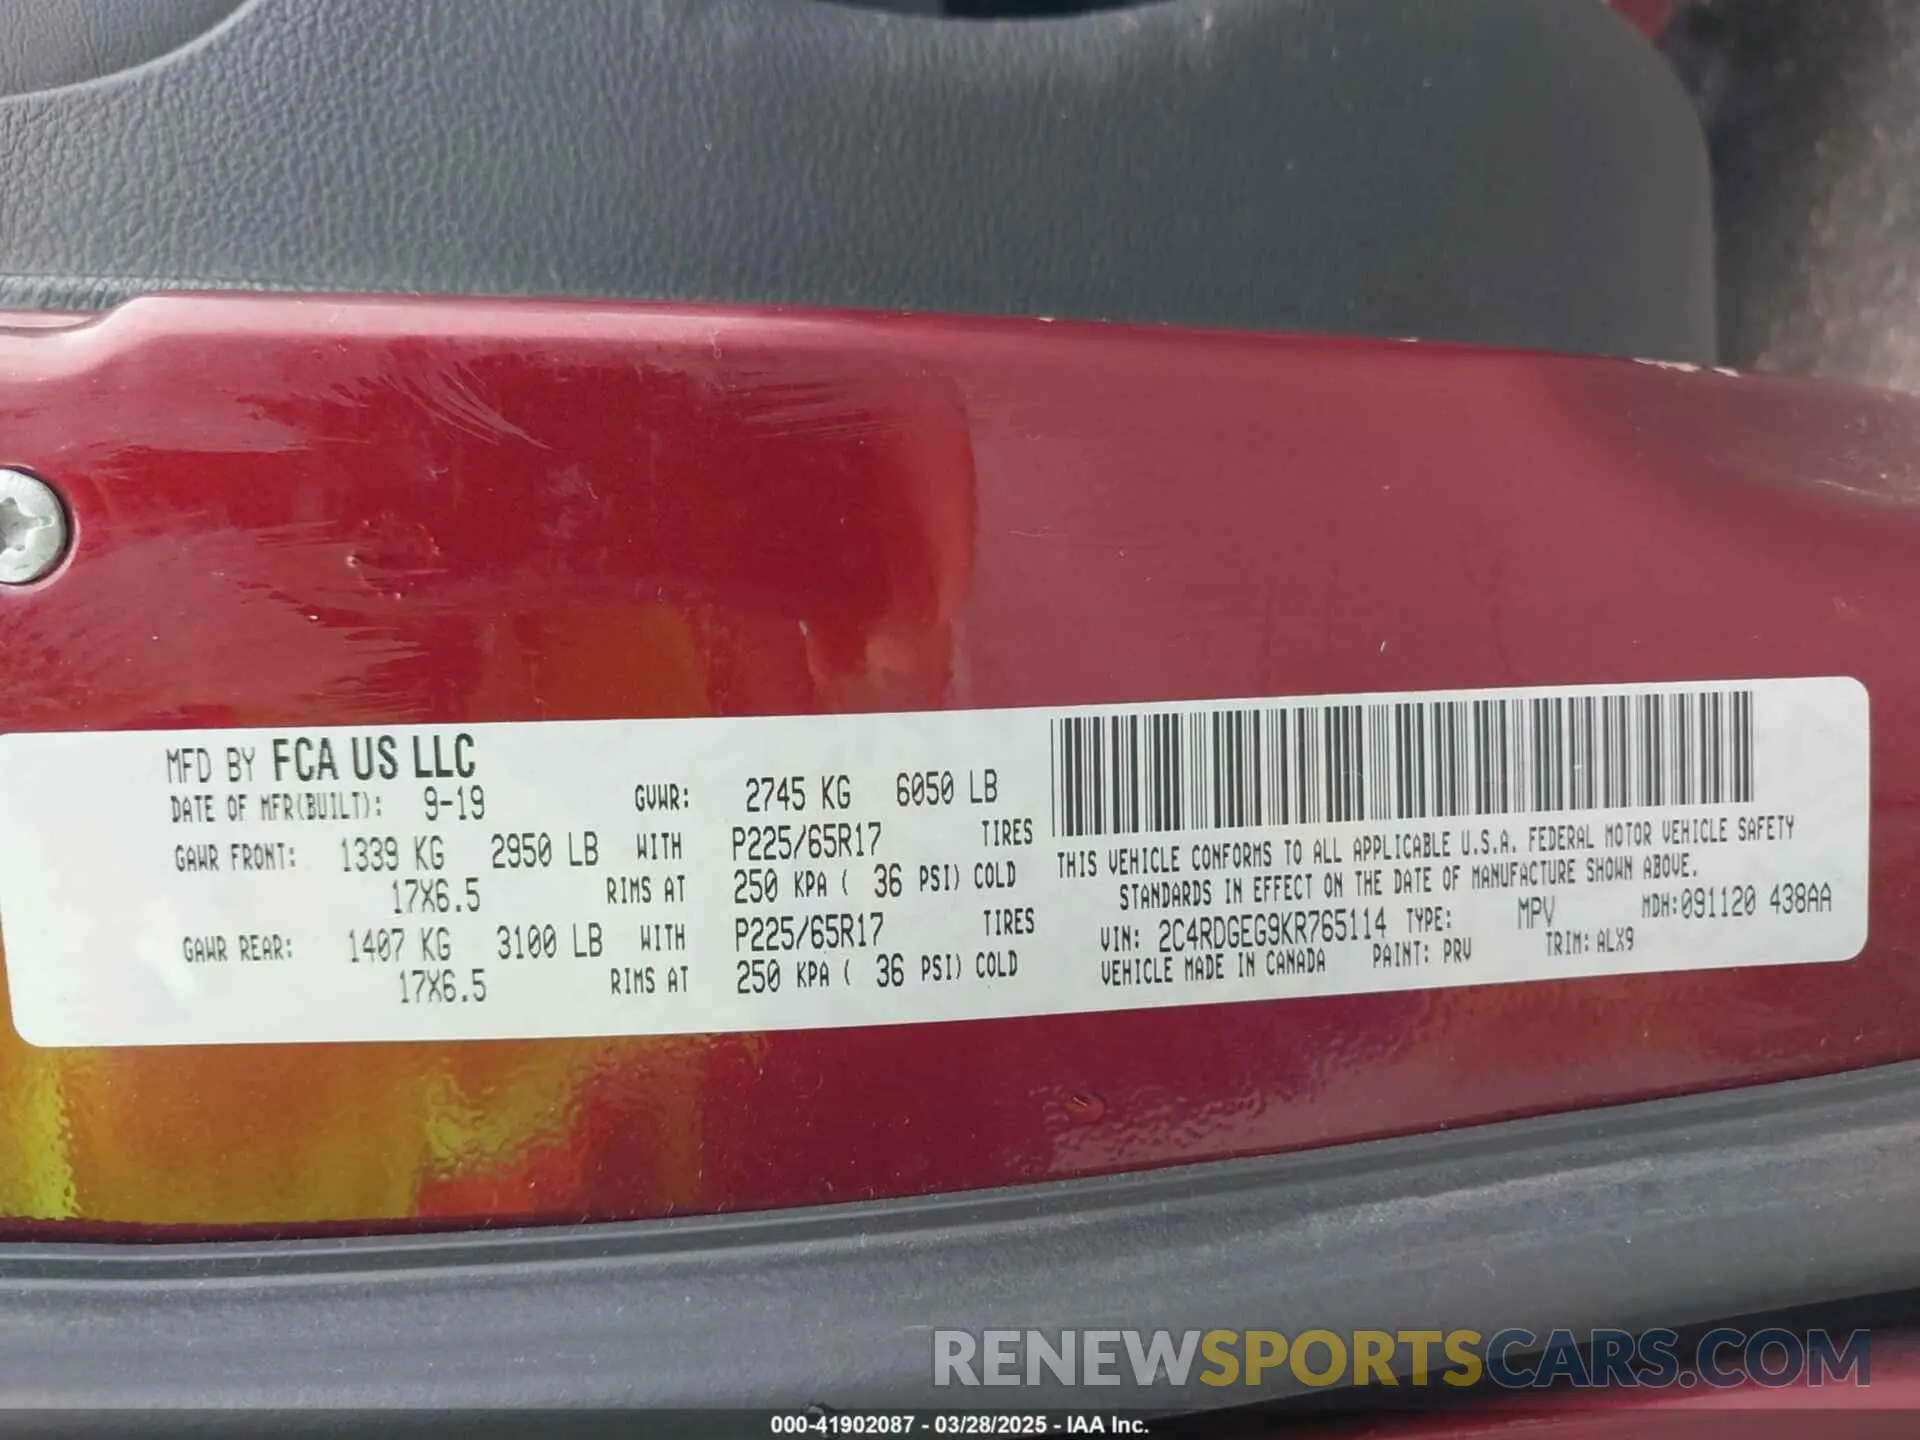 MFD BY FCA US LLC
DATE OF MFR(BUILT): 9-19 GVWR: 2745 KG 6050 LB
GAWR FRONT: 1339 KG 2950 LB WITH P225/65R17 TIRES
17X6.5 RIMS AT 250 KPA ( 36 PSI) COLD
GAWR REAR: 1407 KG 3100 LB WITH P225/65R17 TIRES
17X6.5 RIMS AT 250 KPA ( 36 PSI) COLD
THIS VEHICLE CONFORMS TO ALL APPLICABLE U.S.A. FEDERAL MOTOR VEHICLE SAFETY
STANDARDS IN EFFECT ON THE DATE OF MANUFACTURE SHOWN ABOVE.
VIN: 2C4RDGEG9KR765114 TYPE: MPV MDH:091120 438AA
VEHICLE MADE IN CANADA PAINT: PRV TRIM: ALX9
RENEWSPORTSCARS.COM
000-41902087 - 03/28/2025 - IAA Inc.